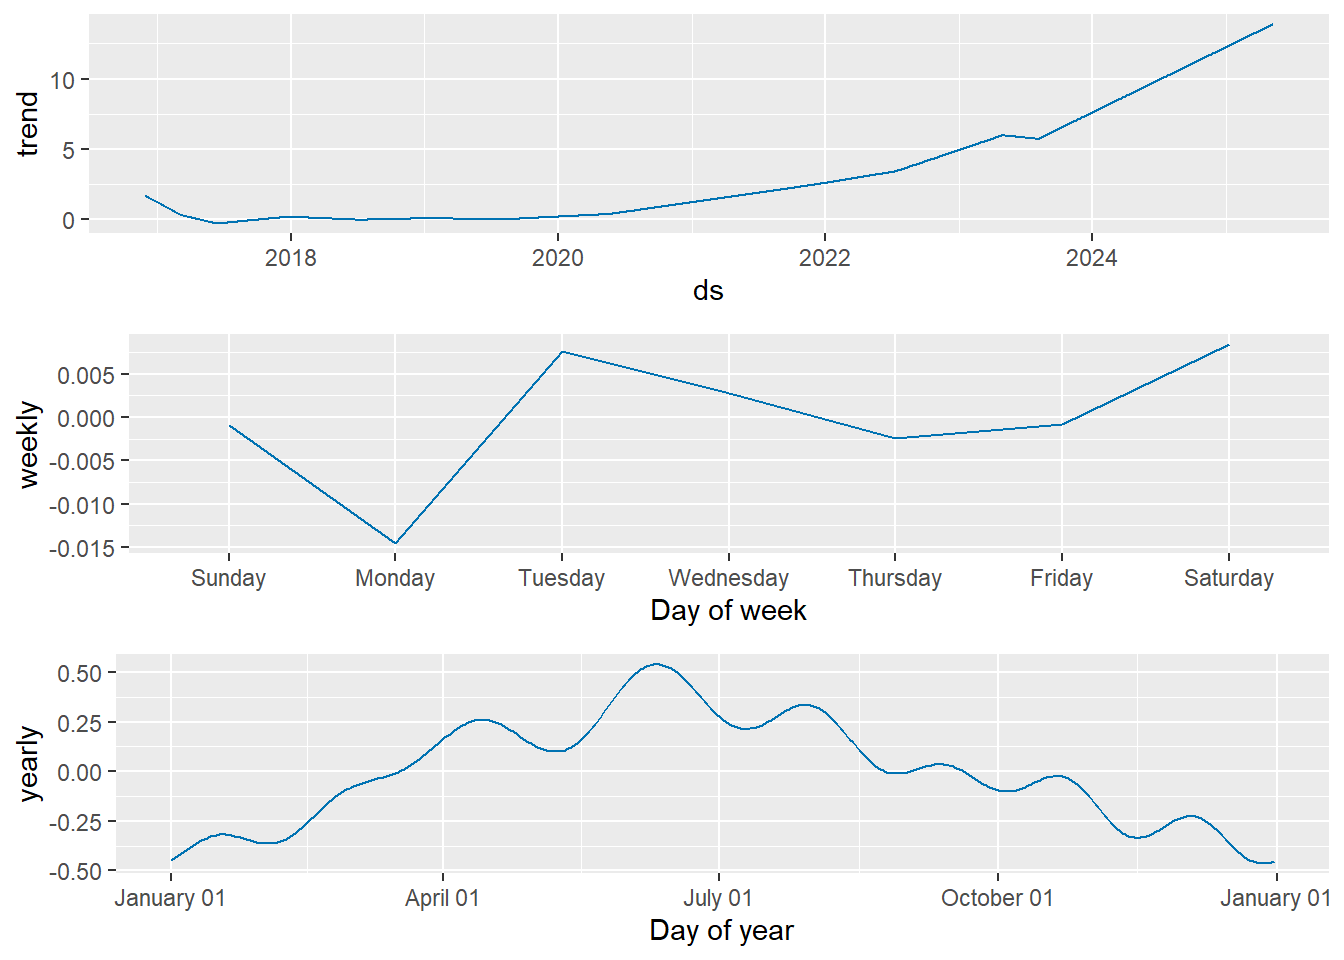 trend
10
5
0
2018 2020 2022 2024
ds
weekly
0.005
0.000
-0.005
-0.010
-0.015
Sunday Monday Tuesday Wednesday Thursday Friday Saturday
Day of week
yearly
0.50
0.25
0.00
-0.25
-0.50
January 01 April 01 July 01 October 01 January 01
Day of year